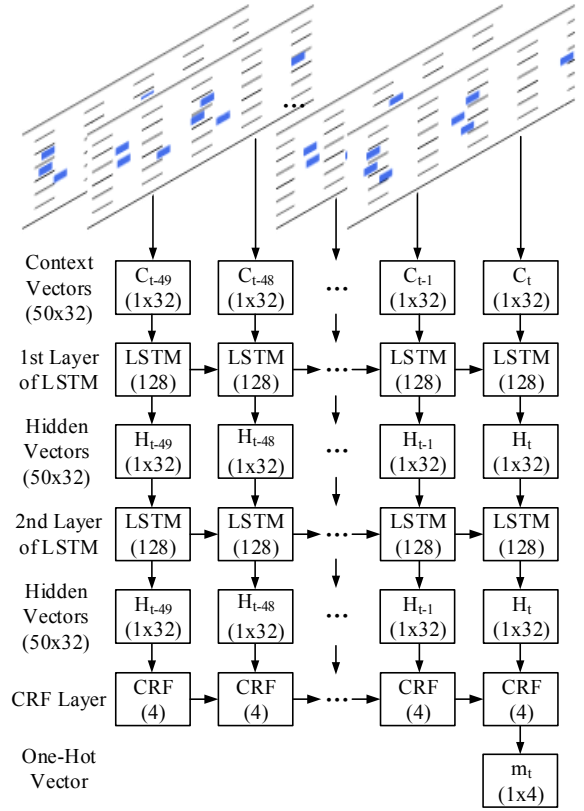 ...
Context
Vectors
(50x32)
C_{t-49}
(1x32)
C_{t-48}
(1x32)
...
C_{t-1}
(1x32)
C_t
(1x32)
1st Layer
of LSTM
LSTM
(128)
LSTM
(128)
...
LSTM
(128)
LSTM
(128)
Hidden
Vectors
(50x32)
H_{t-49}
(1x32)
H_{t-48}
(1x32)
...
H_{t-1}
(1x32)
H_t
(1x32)
2nd Layer
of LSTM
LSTM
(128)
LSTM
(128)
...
LSTM
(128)
LSTM
(128)
Hidden
Vectors
(50x32)
H_{t-49}
(1x32)
H_{t-48}
(1x32)
...
H_{t-1}
(1x32)
H_t
(1x32)
CRF Layer
CRF
(4)
CRF
(4)
...
CRF
(4)
CRF
(4)
One-Hot
Vector
m_t
(1x4)